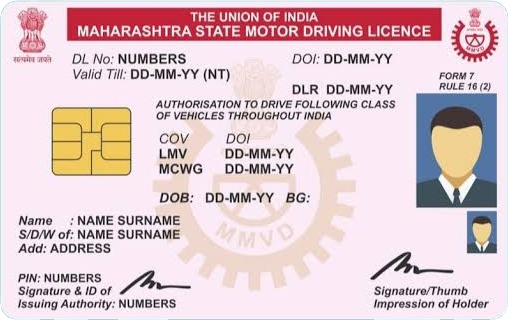 THE UNION OF INDIA
MAHARASHTRA STATE MOTOR DRIVING LICENCE
सत्यमेव जयते
DL No: NUMBERS DOI: DD-MM-YY
Valid Till: DD-MM-YY (NT)
DLR DD-MM-YY
FORM 7
RULE 16 (2)
AUTHORISATION TO DRIVE FOLLOWING CLASS
OF VEHICLES THROUGHOUT INDIA
COV DOI
LMV DD-MM-YY
MCWG DD-MM-YY
DOB: DD-MM-YY BG:
MMVD
MMVD
Name : NAME SURNAME
S/D/W of: NAME SURNAME
Add: ADDRESS
PIN: NUMBERS
Signature & ID of
Issuing Authority: NUMBERS
Signature/Thumb
Impression of Holder